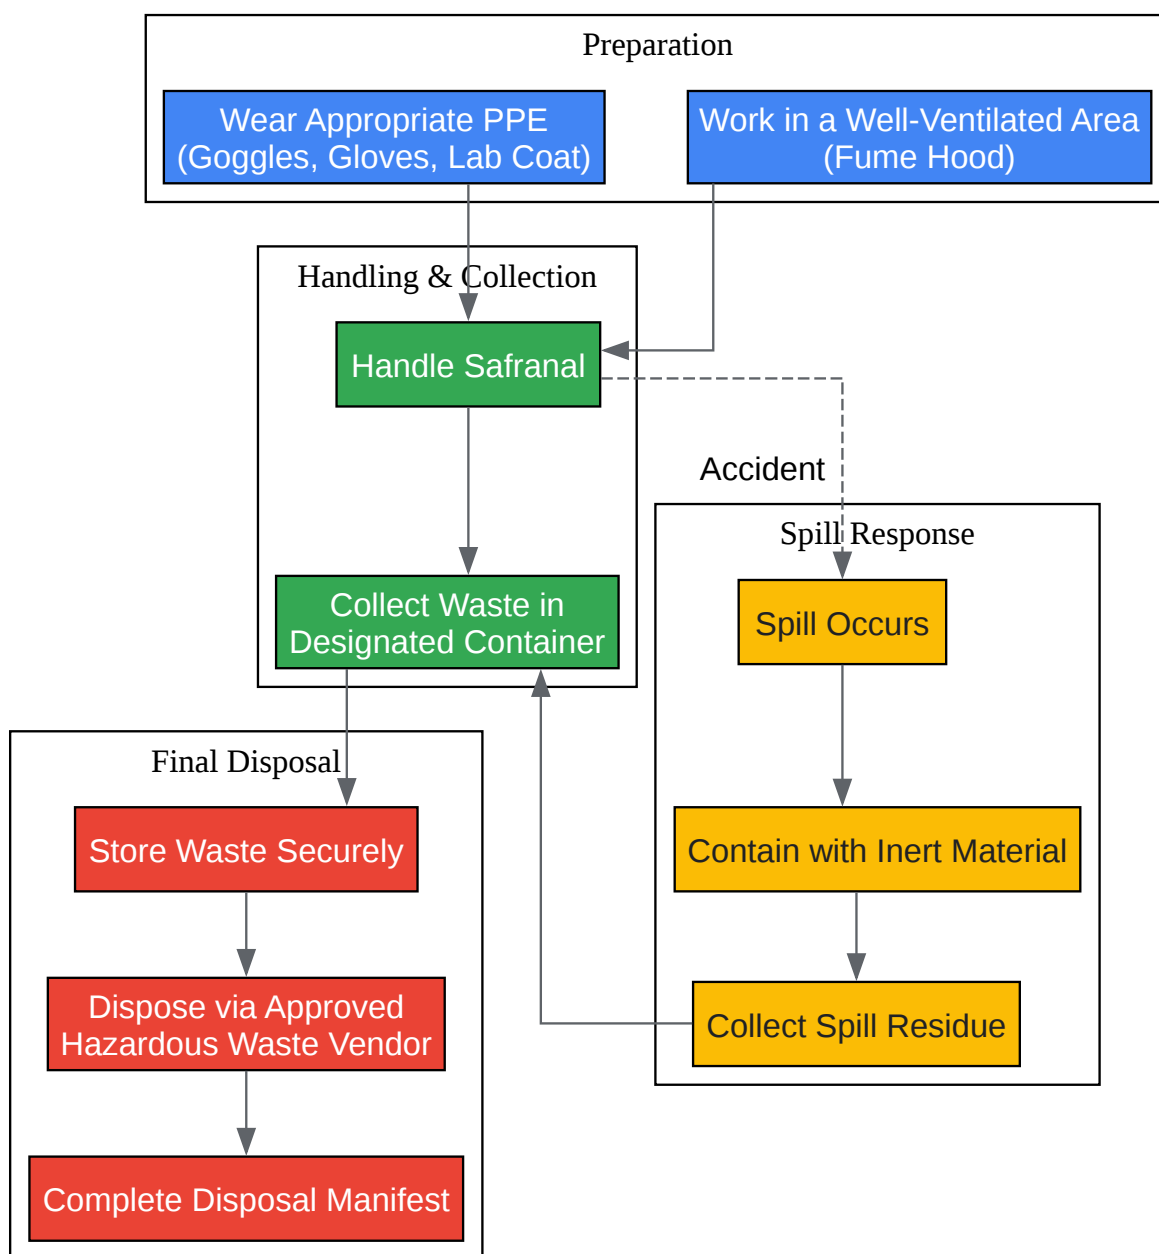 Preparation
Wear Appropriate PPE
(Goggles, Gloves, Lab Coat)
Work in a Well-Ventilated Area
(Fume Hood)
Handling & Collection
Handle Safranal
Accident
Collect Waste in
Designated Container
Spill Response
Spill Occurs
Contain with Inert Material
Collect Spill Residue
Final Disposal
Store Waste Securely
Dispose via Approved
Hazardous Waste Vendor
Complete Disposal Manifest